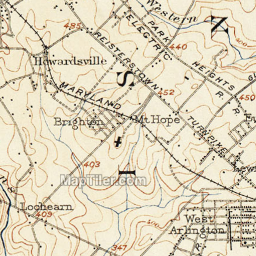 485
Western
ELECTRIC
PARK
440
REISTERSTOWN
Howardsville
HEIGHTS
R R
MARYLAND
S
452
Brighton
Mt Hope
TURNPIKE
403
MapTiler.com
Lochearn
409
West
Arlington
347